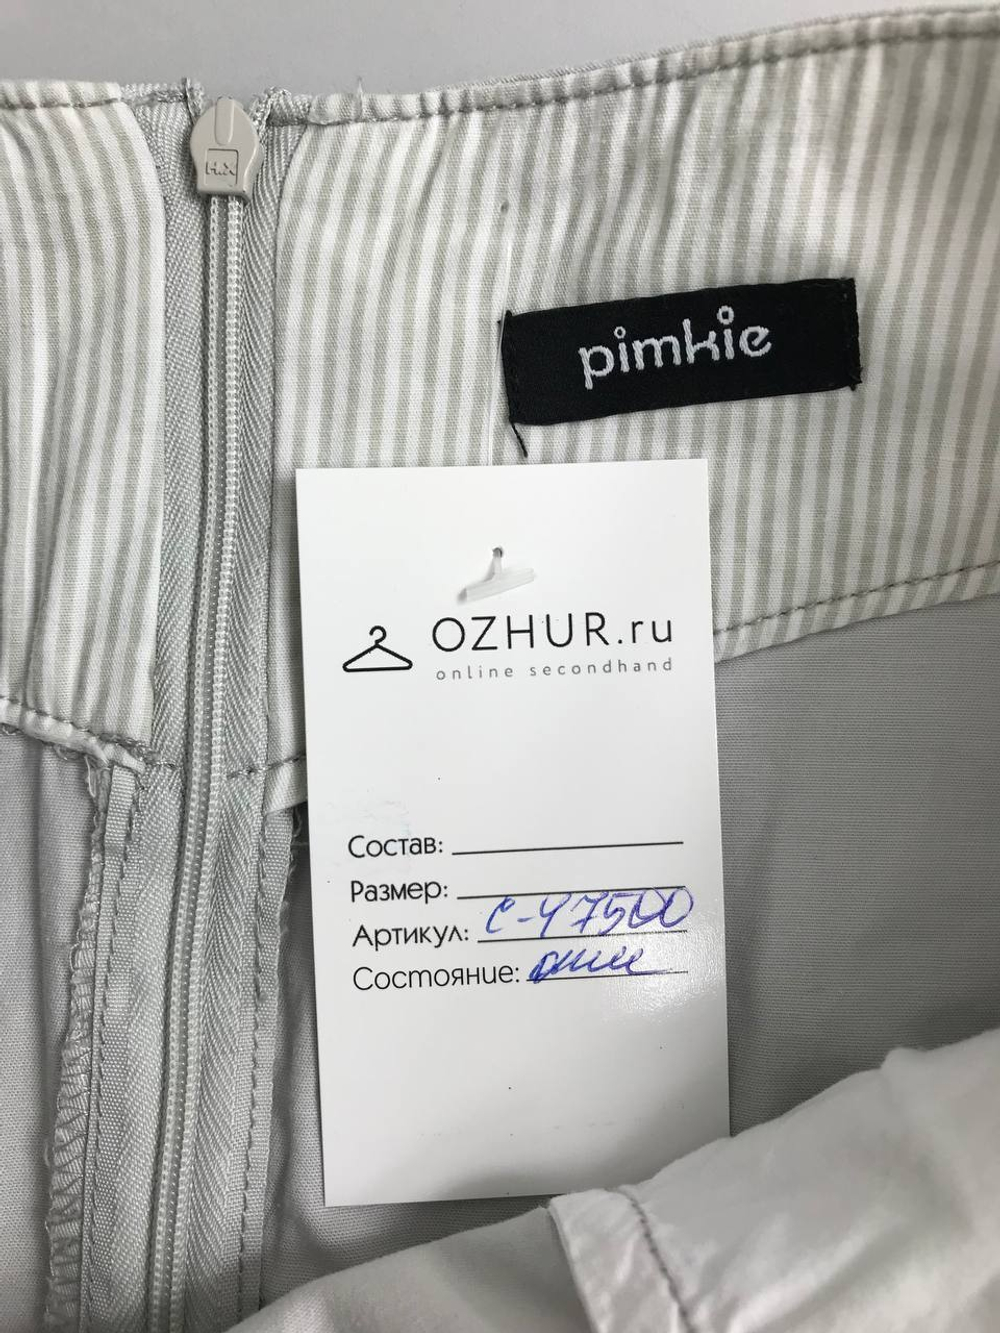 H.X
pimkie
OZHUR.ru
online secondhand
Состав:
Размер:
Артикул: С-47500
Состояние: